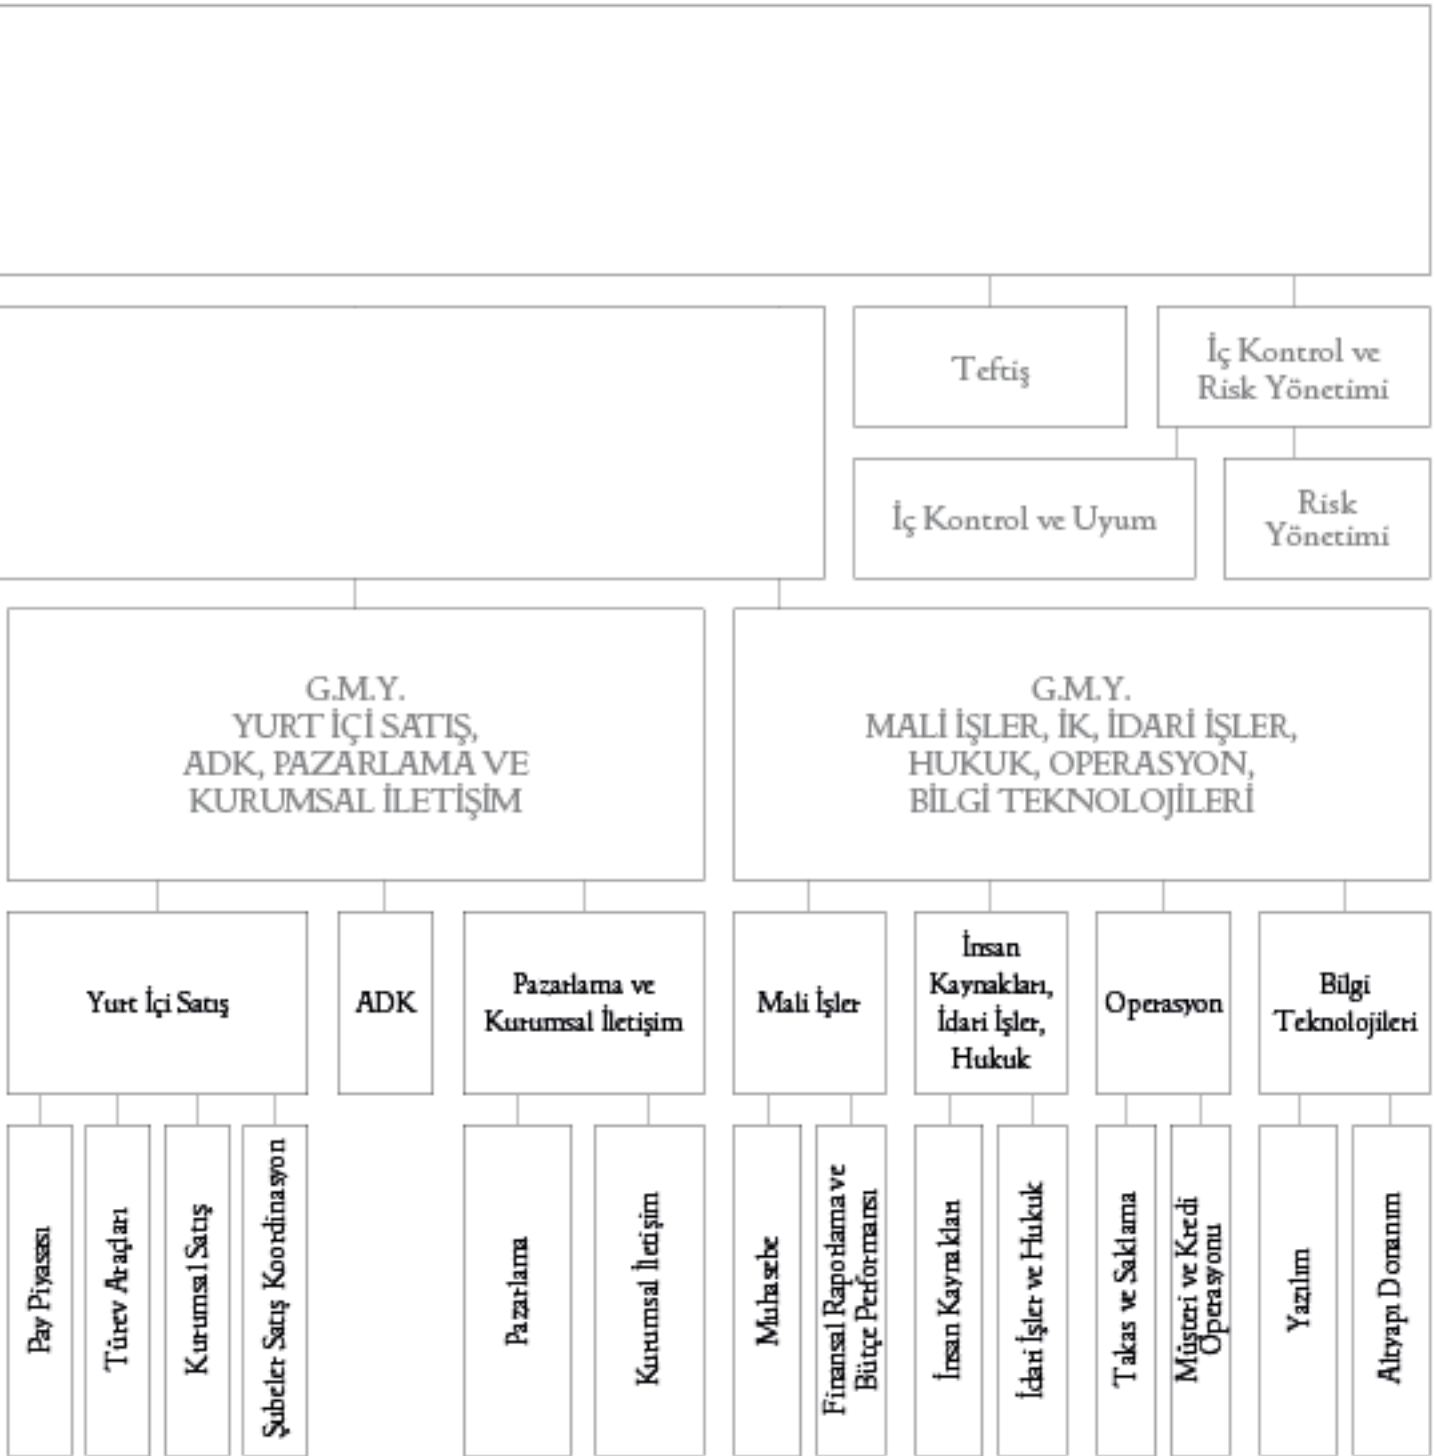 Teftiş
İç Kontrol ve
Risk Yönetimi
İç Kontrol ve Uyum
Risk
Yönetimi
G.M.Y.
YURT İÇİ SATIŞ,
ADK, PAZARLAMA VE
KURUMSAL İLETİŞİM
G.M.Y.
MALİ İŞLER, İK, İDARİ İŞLER,
HUKUK, OPERASYON,
BİLGİ TEKNOLOJİLERİ
Yurt İçi Satış
ADK
Pazarlama ve
Kurumsal İletişim
Mali İşler
İnsan
Kaynakları,
İdari İşler,
Hukuk
Operasyon
Bilgi
Teknolojileri
Pay Piyasası
Türev Araçları
Kurumsal Satış
Şubeler Satış Koordinasyon
Pazarlama
Kurumsal İletişim
Muhasebe
Finansal Raporlama ve
Bütçe Performansı
İnsan Kaynakları
İdari İşler ve Hukuk
Takas ve Saklama
Müşteri ve Kredi
Operasyonu
Yazılım
Altyapı Donanım